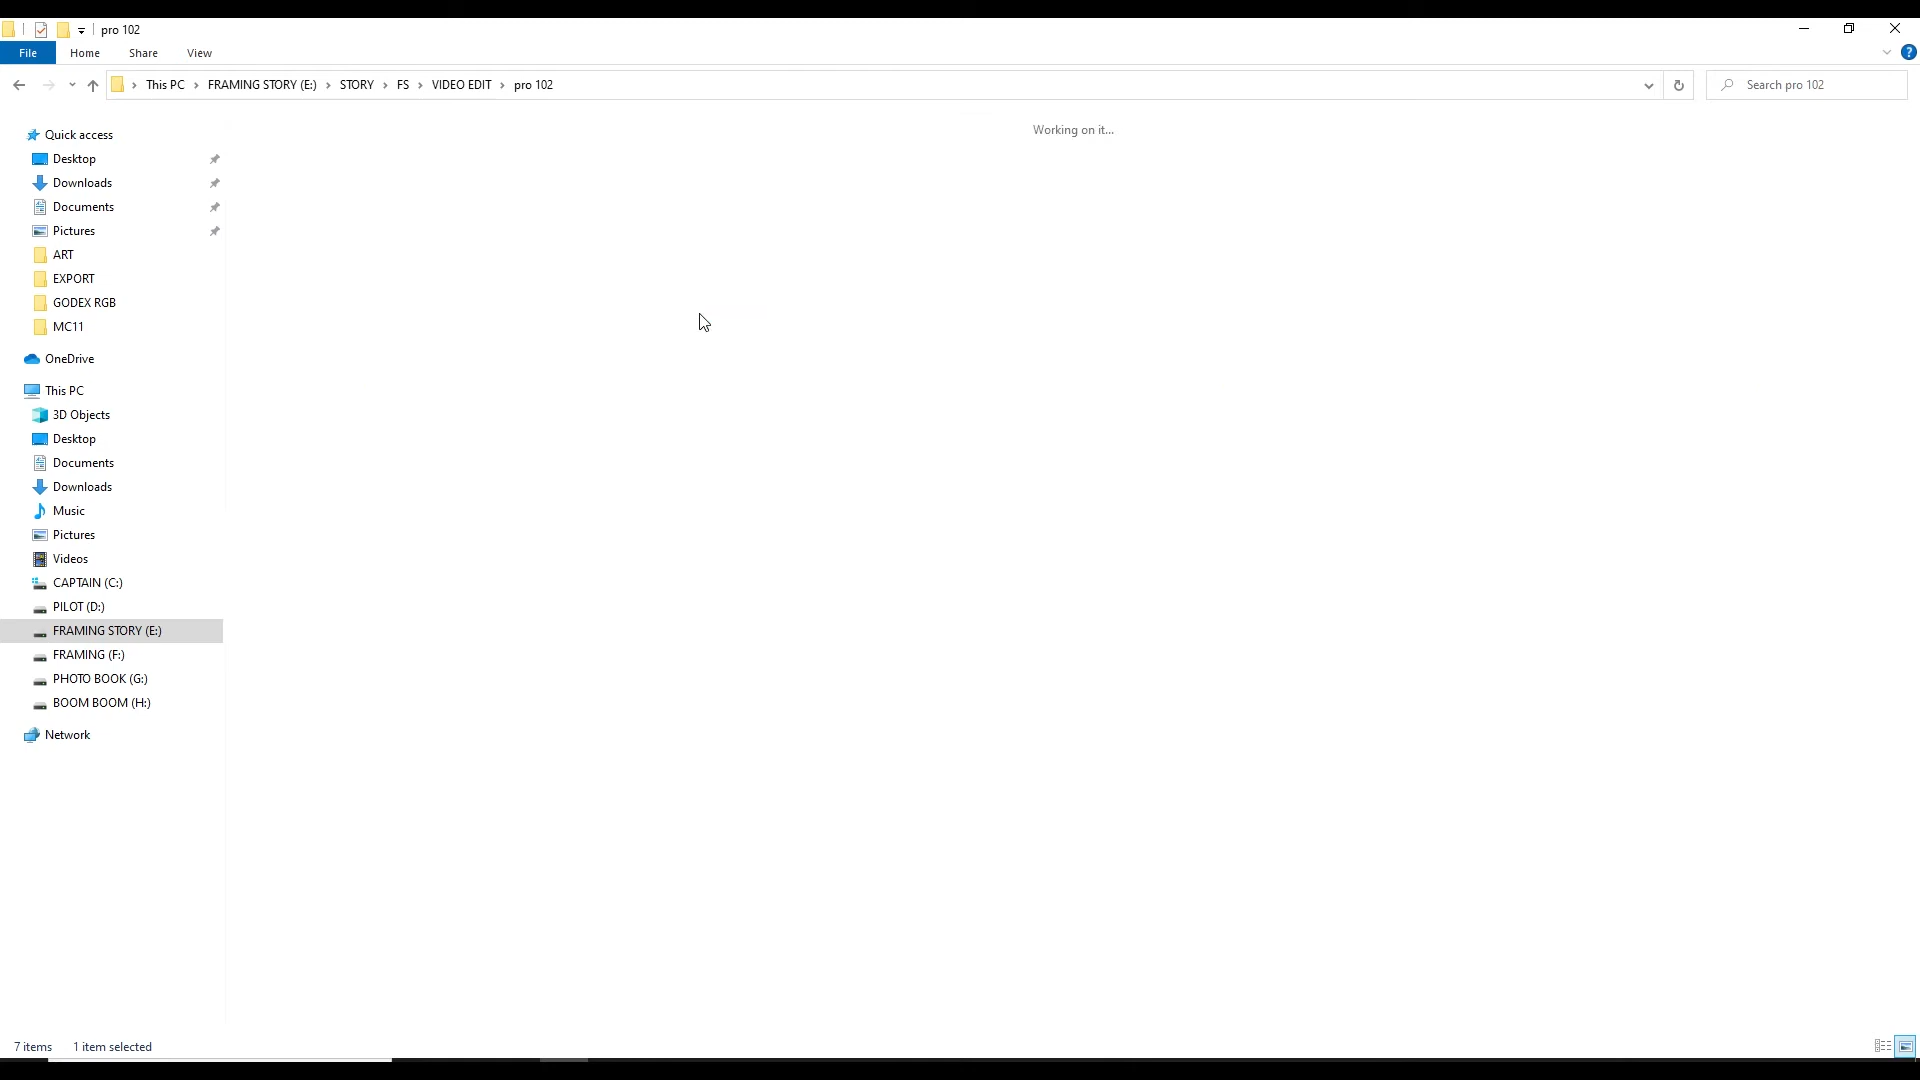 pro 102
File Home Share View
This PC FRAMING STORY (E:) STORY FS VIDEO EDIT pro 102
Search pro 102
Working on it...
Quick access
Desktop
Downloads
Documents
Pictures
ART
EXPORT
GODEX RGB
MC11
OneDrive
This PC
3D Objects
Desktop
Documents
Downloads
Music
Pictures
Videos
CAPTAIN (C:)
PILOT (D:)
FRAMING STORY (E:)
FRAMING (F:)
PHOTO BOOK (G:)
BOOM BOOM (H:)
Network
7 items 1 item selected